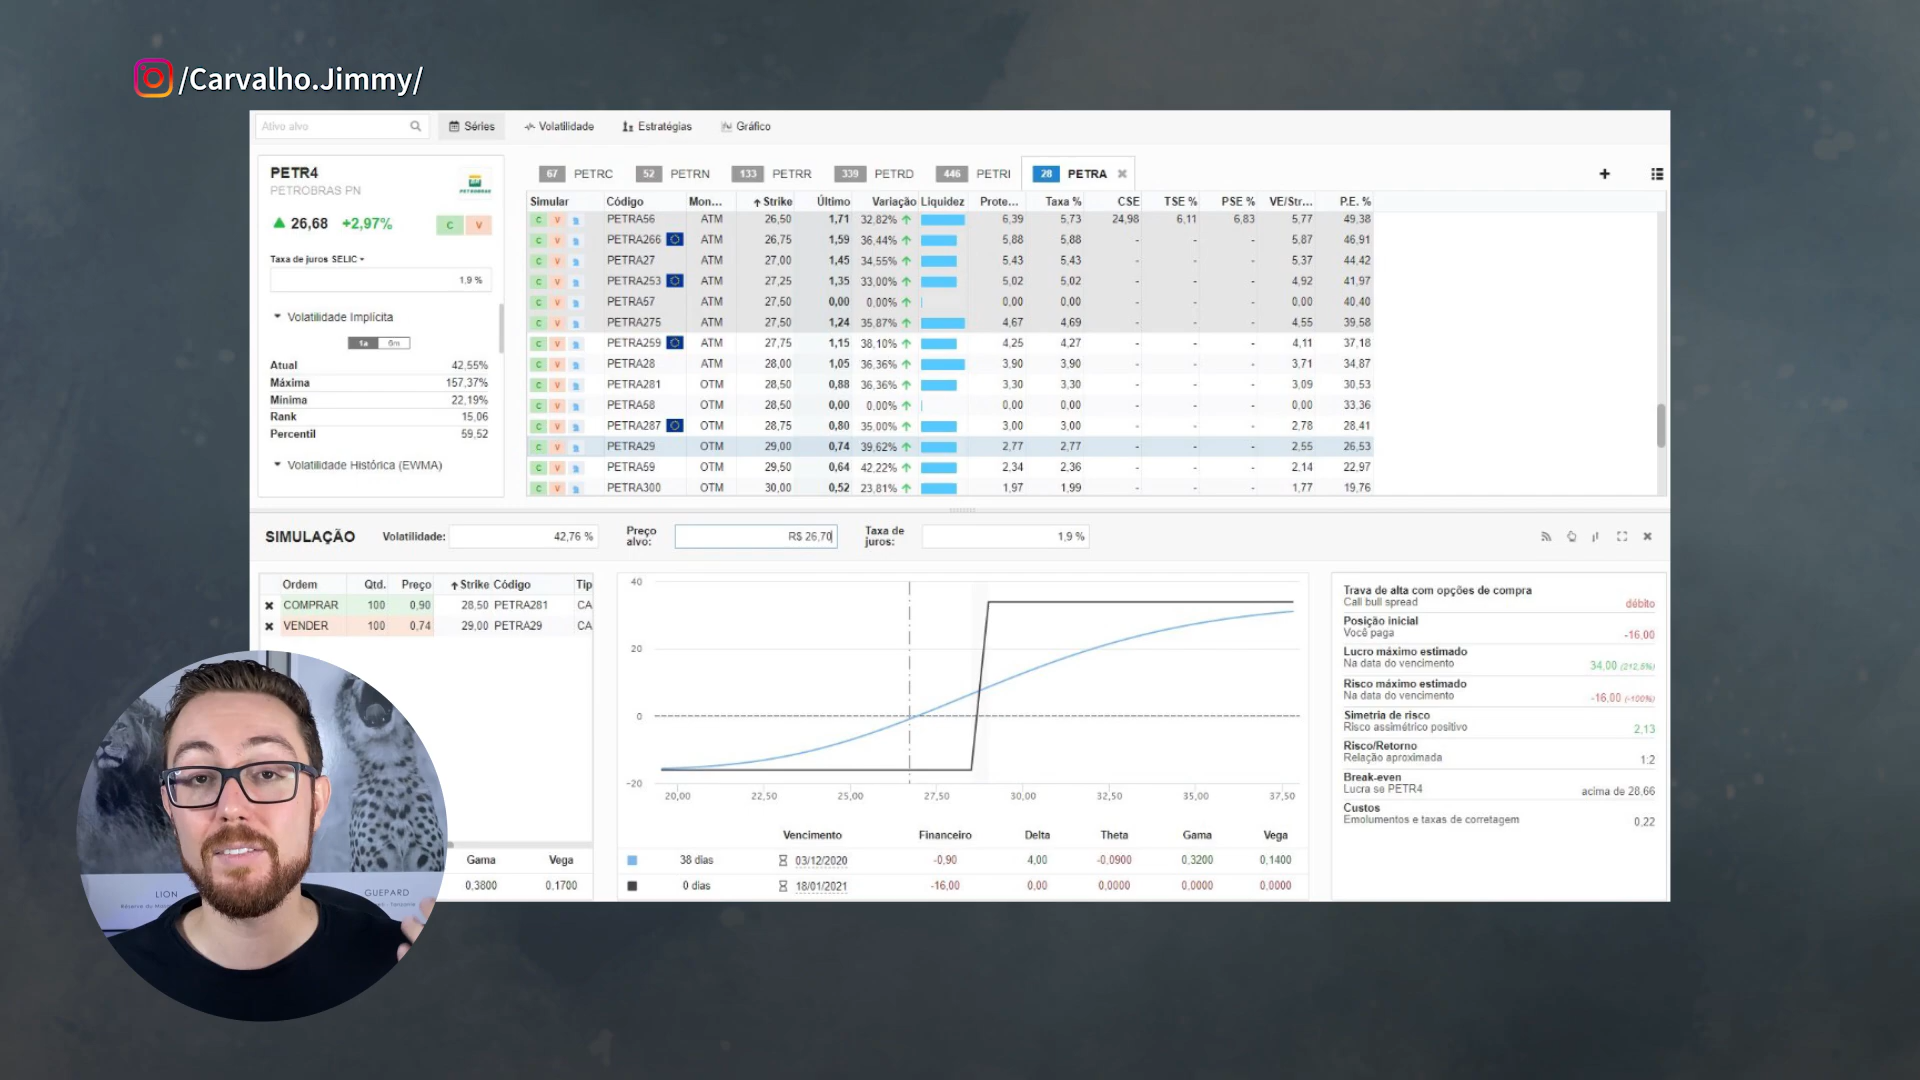 /Carvalho.Jimmy/
Ativo alvo
Séries
Volatilidade
Estratégias
Gráfico
PETR4
PETROBRAS PN
PETROBRAS
26,68 +2,97% C V
Taxa de juros SELIC
1,9 %
Volatilidade Implícita
1a 6m
Atual 42,55%
Máxima 157,37%
Mínima 22,19%
Rank 15,06
Percentil 59,52
Volatilidade Histórica (EWMA)
67 PETRC 52 PETRN 133 PETRR 339 PETRD 446 PETRI 28 PETRA
Simular Código Mon... Strike Último Variação Liquidez Prote... Taxa % CSE TSE % PSE % VE/Str... P.E. %
C V PETRA56 ATM 26,50 1,71 32,82% 6,39 5,73 24,98 6,11 6,83 5,77 49,38
C V PETRA266 ATM 26,75 1,59 36,44% 5,88 5,88 - - - 5,87 46,91
C V PETRA27 ATM 27,00 1,45 34,55% 5,43 5,43 - - - 5,37 44,42
C V PETRA253 ATM 27,25 1,35 33,00% 5,02 5,02 - - - 4,92 41,97
C V PETRA57 ATM 27,50 0,00 0,00% 0,00 0,00 - - - 0,00 40,40
C V PETRA275 ATM 27,50 1,24 35,87% 4,67 4,69 - - - 4,55 39,58
C V PETRA259 ATM 27,75 1,15 38,10% 4,25 4,27 - - - 4,11 37,18
C V PETRA28 ATM 28,00 1,05 36,36% 3,90 3,90 - - - 3,71 34,87
C V PETRA281 OTM 28,50 0,88 36,36% 3,30 3,30 - - - 3,09 30,53
C V PETRA58 OTM 28,50 0,00 0,00% 0,00 0,00 - - - 0,00 33,36
C V PETRA287 OTM 28,75 0,80 35,00% 3,00 3,00 - - - 2,78 28,41
C V PETRA29 OTM 29,00 0,74 39,62% 2,77 2,77 - - - 2,55 26,53
C V PETRA59 OTM 29,50 0,64 42,22% 2,34 2,36 - - - 2,14 22,97
C V PETRA300 OTM 30,00 0,52 23,81% 1,97 1,99 - - - 1,77 19,76
SIMULAÇÃO Volatilidade: 42,76 % Preço alvo: R$ 26,70 Taxa de juros: 1,9 %
Ordem Qtd. Preço Strike Código Tip
COMPRAR 100 0,90 28,50 PETRA281 CA
VENDER 100 0,74 29,00 PETRA29 CA
Gama Vega
0,3800 0,1700
40
20
0
-20
20,00 22,50 25,00 27,50 30,00 32,50 35,00 37,50
Vencimento Financeiro Delta Theta Gama Vega
38 dias 03/12/2020 -0,90 4,00 -0,0900 0,3200 0,1400
0 dias 18/01/2021 -16,00 0,00 0,0000 0,0000 0,0000
Trava de alta com opções de compra
Call bull spread débito
Posição inicial
Você paga -16,00
Lucro máximo estimado
Na data do vencimento 34,00 (212,5%)
Risco máximo estimado
Na data do vencimento -16,00 (-100%)
Simetria de risco
Risco assimétrico positivo 2,13
Risco/Retorno
Relação aproximada 1:2
Break-even
Lucra se PETR4 acima de 28,66
Custos
Emolumentos e taxas de corretagem 0,22
LION
GUEPARD